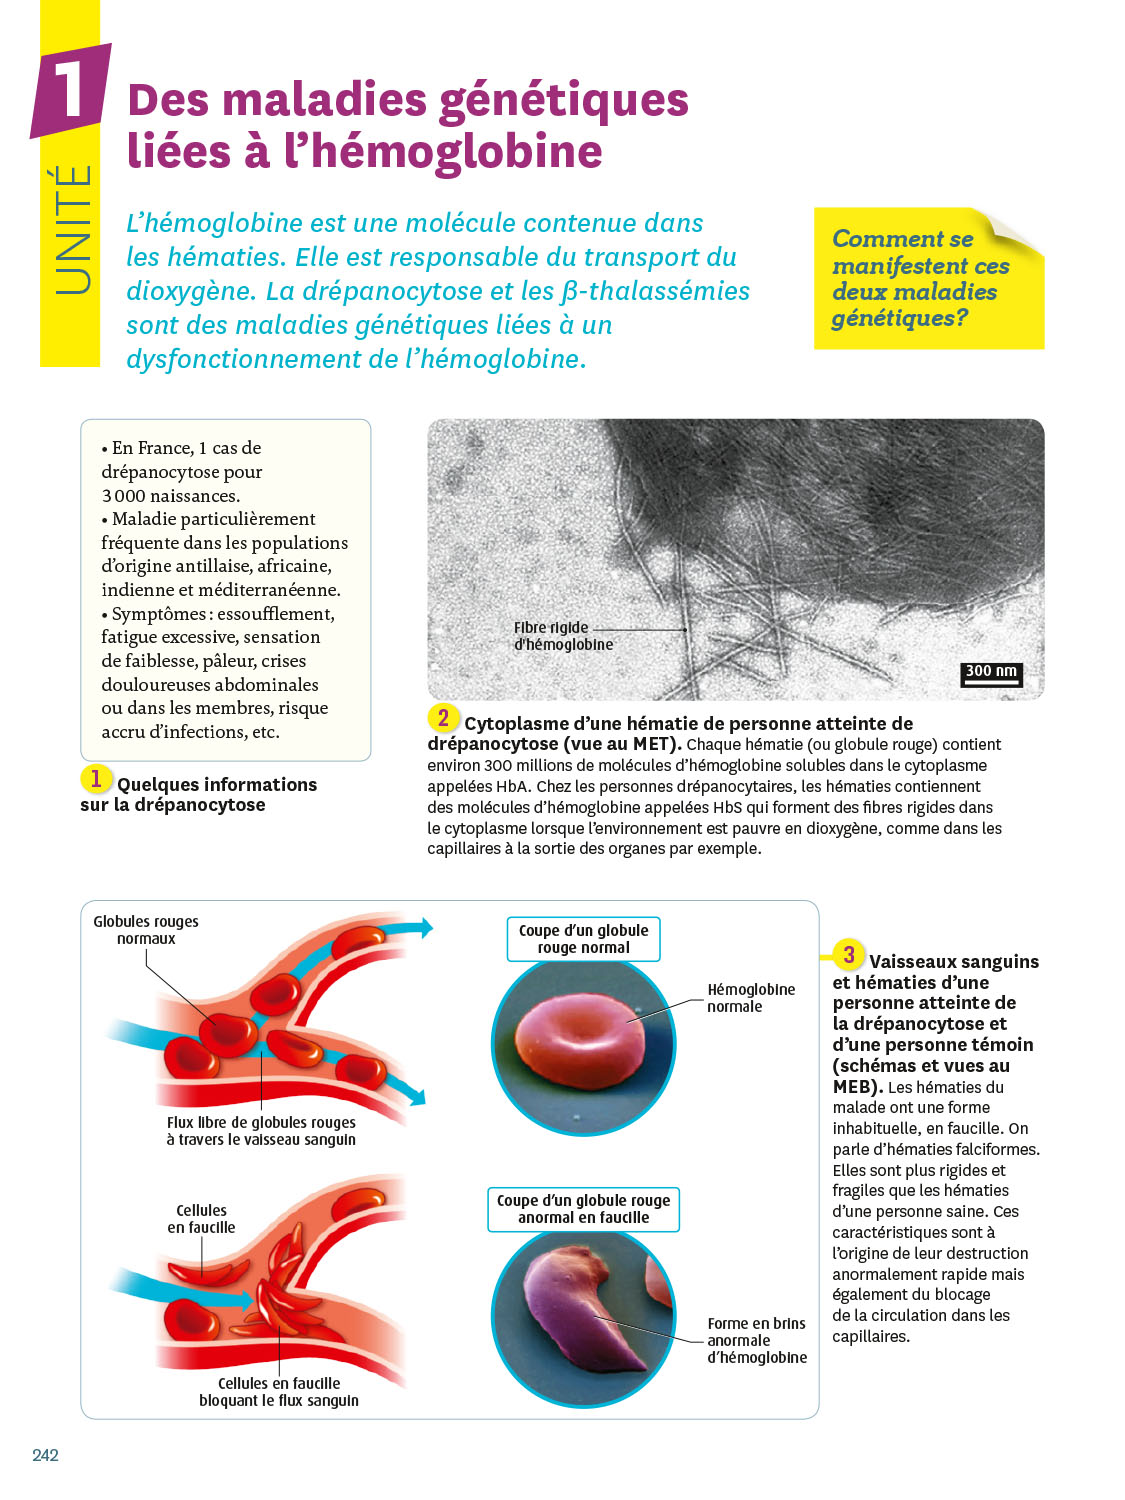 1
UNITÉ
Des maladies génétiques
liées à l’hémoglobine
L’hémoglobine est une molécule contenue dans
les hématies. Elle est responsable du transport du
dioxygène. La drépanocytose et les β-thalassémies
sont des maladies génétiques liées à un
dysfonctionnement de l’hémoglobine.
Comment se
manifestent ces
deux maladies
génétiques?
• En France, 1 cas de
drépanocytose pour
3 000 naissances.
• Maladie particulièrement
fréquente dans les populations
d’origine antillaise, africaine,
indienne et méditerranéenne.
• Symptômes : essoufflement,
fatigue excessive, sensation
de faiblesse, pâleur, crises
douloureuses abdominales
ou dans les membres, risque
accru d’infections, etc.
1 Quelques informations
sur la drépanocytose
Fibre rigide
d'hémoglobine
300 nm
2 Cytoplasme d’une hématie de personne atteinte de
drépanocytose (vue au MET). Chaque hématie (ou globule rouge) contient
environ 300 millions de molécules d’hémoglobine solubles dans le cytoplasme
appelées HbA. Chez les personnes drépanocytaires, les hématies contiennent
des molécules d’hémoglobine appelées HbS qui forment des fibres rigides dans
le cytoplasme lorsque l’environnement est pauvre en dioxygène, comme dans les
capillaires à la sortie des organes par exemple.
Globules rouges
normaux
Flux libre de globules rouges
à travers le vaisseau sanguin
Coupe d’un globule
rouge normal
Hémoglobine
normale
Cellules
en faucille
Cellules en faucille
bloquant le flux sanguin
Coupe d’un globule rouge
anormal en faucille
Forme en brins
anormale
d’hémoglobine
3 Vaisseaux sanguins
et hématies d’une
personne atteinte de
la drépanocytose et
d’une personne témoin
(schémas et vues au
MEB). Les hématies du
malade ont une forme
inhabituelle, en faucille. On
parle d’hématies falciformes.
Elles sont plus rigides et
fragiles que les hématies
d’une personne saine. Ces
caractéristiques sont à
l’origine de leur destruction
anormalement rapide mais
également du blocage
de la circulation dans les
capillaires.
242